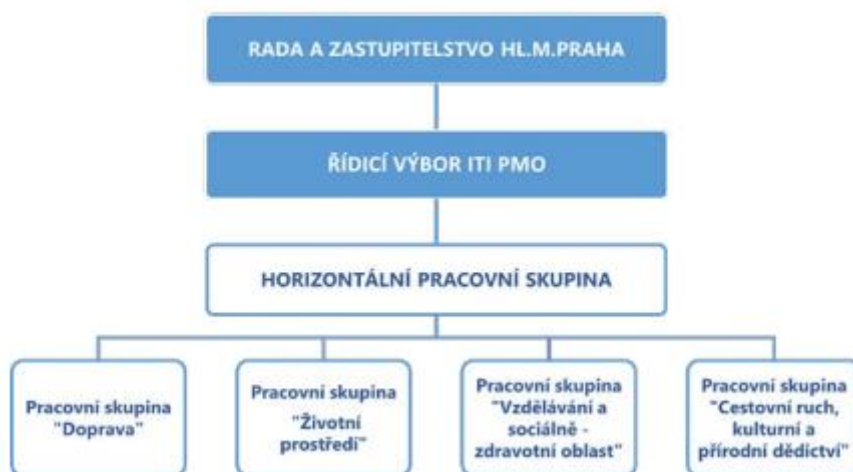 RADA A ZASTUPITELSTVO HL.M.PRAHA
ŘÍDICÍ VÝBOR ITI PMO
HORIZONTÁLNÍ PRACOVNÍ SKUPINA
Pracovní skupina
"Doprava"
Pracovní skupina
"Životní
prostředí"
Pracovní skupina
"Vzdělávání a
sociálně -
zdravotní oblast"
Pracovní skupina
"Cestovní ruch,
kulturní a
přírodní dědictví"